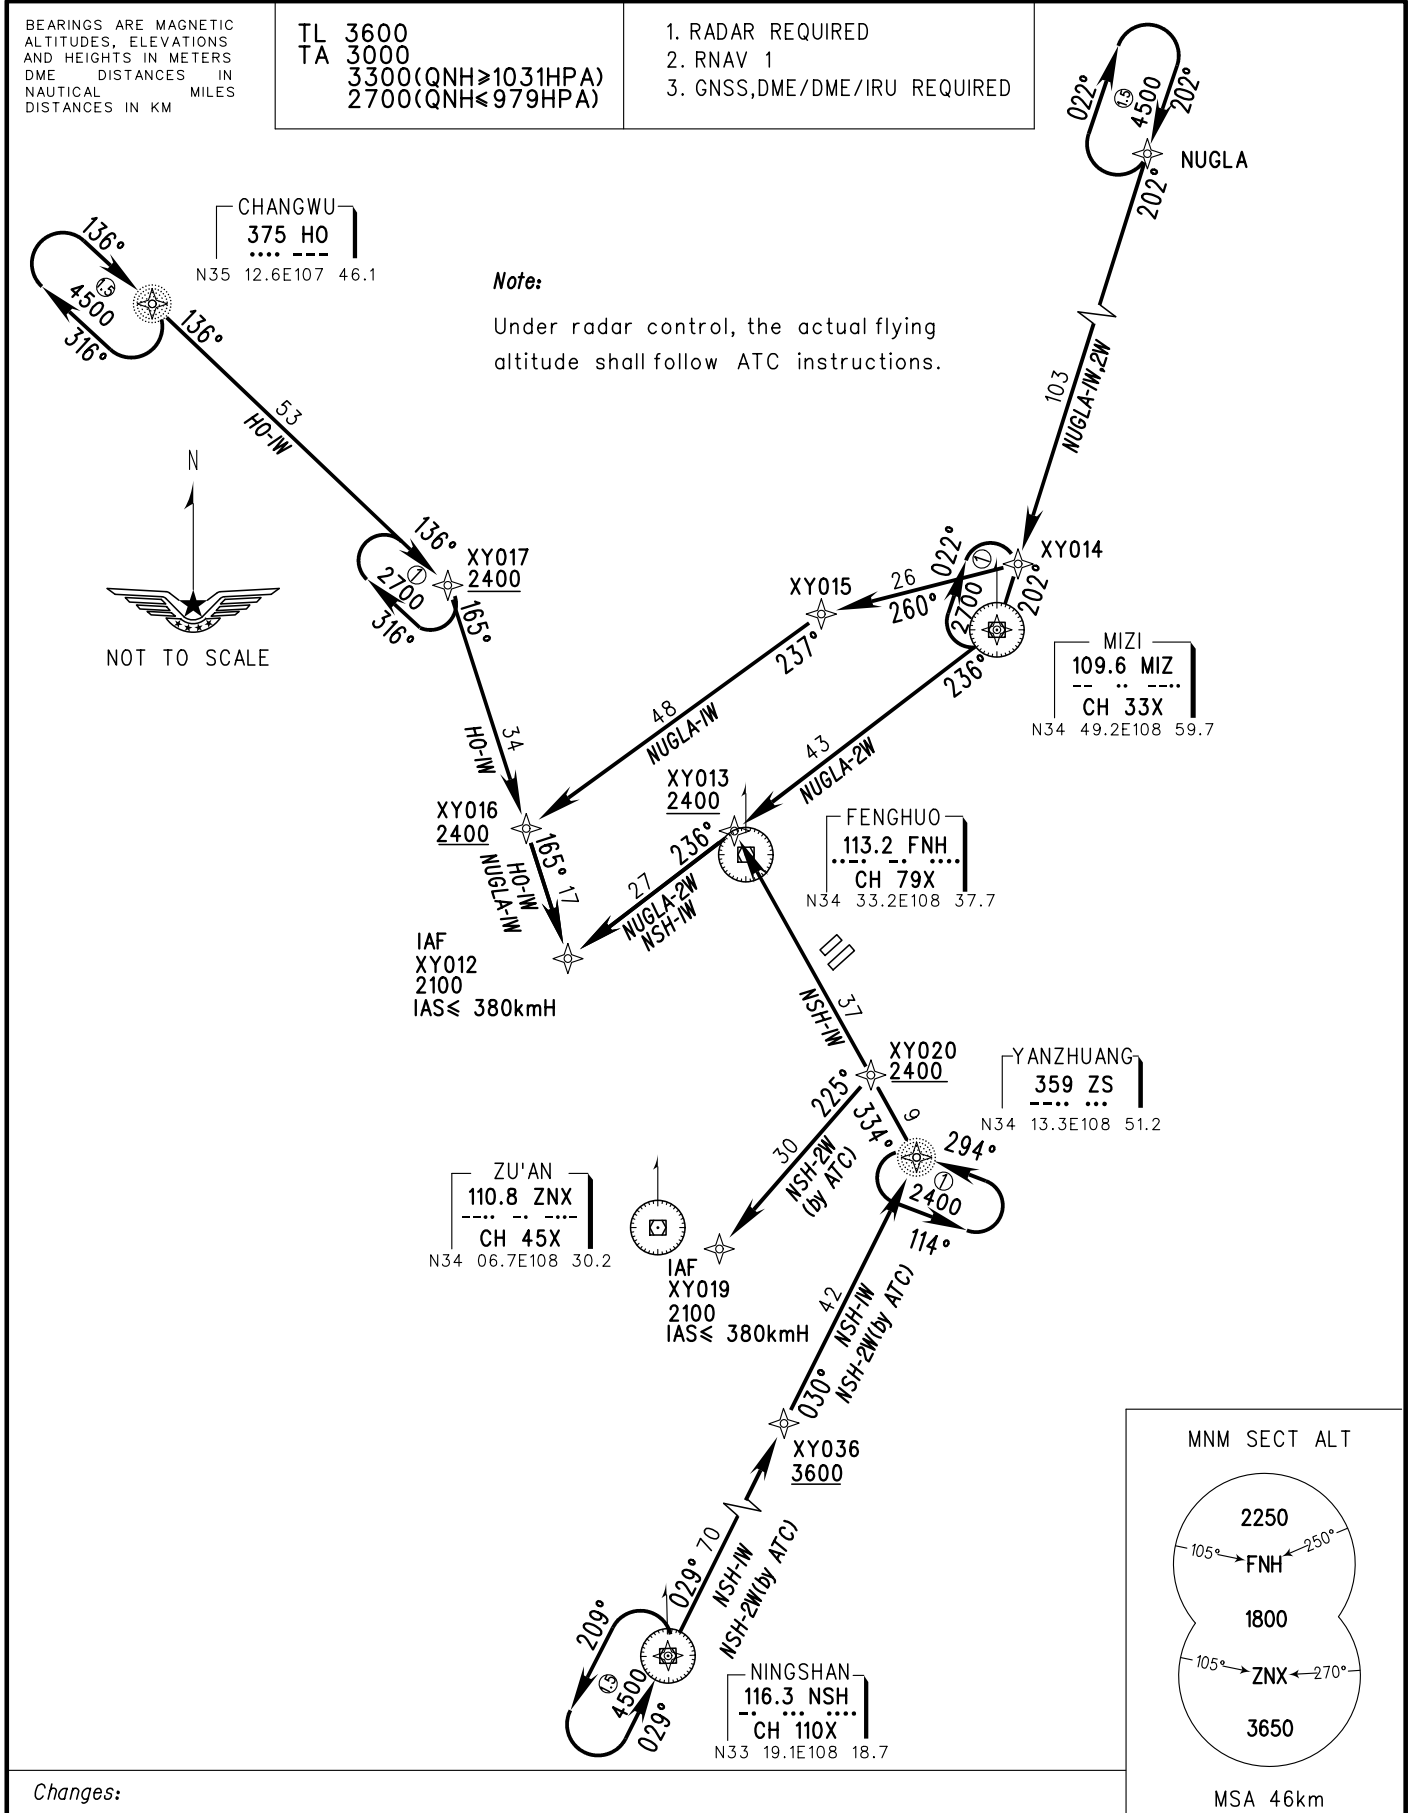 BEARINGS ARE MAGNETIC
ALTITUDES, ELEVATIONS
AND HEIGHTS IN METERS
DME DISTANCES IN
NAUTICAL MILES
DISTANCES IN KM
TL 3600
TA 3000
3300(QNH≥1031HPA)
2700(QNH≤979HPA)
1. RADAR REQUIRED
2. RNAV 1
3. GNSS,DME/DME/IRU REQUIRED
022°
1.5
4500
202°
NUGLA
202°
103
NUGLA-1W,2W
CHANGWU
375 HO
N35 12.6E107 46.1
136°
1.5
4500
316°
136°
53
HO-1W
Note:
Under radar control, the actual flying
altitude shall follow ATC instructions.
N
NOT TO SCALE
136°
XY017
2400
1
2700
316°
165°
34
HO-1W
XY015
26
260°
022°
1
2700
XY014
202°
237°
48
NUGLA-1W
236°
43
NUGLA-2W
MIZI
109.6 MIZ
CH 33X
N34 49.2E108 59.7
XY016
2400
165°
17
HO-1W
NUGLA-1W
XY013
2400
236°
27
NUGLA-2W
NSH-1W
FENGHUO
113.2 FNH
CH 79X
N34 33.2E108 37.7
IAF
XY012
2100
IAS≤ 380kmH
37
NSH-1W
XY020
2400
225°
334°
9
30
NSH-2W
(by ATC)
YANZHUANG
359 ZS
N34 13.3E108 51.2
294°
1
2400
114°
ZU'AN
110.8 ZNX
CH 45X
N34 06.7E108 30.2
IAF
XY019
2100
IAS≤ 380kmH
42
NSH-1W
NSH-2W(by ATC)
030°
XY036
3600
029°
70
NSH-1W
NSH-2W(by ATC)
209°
1.5
4500
029°
NINGSHAN
116.3 NSH
CH 110X
N33 19.1E108 18.7
MNM SECT ALT
2250
105°
FNH
250°
1800
105°
ZNX
270°
3650
MSA 46km
Changes: